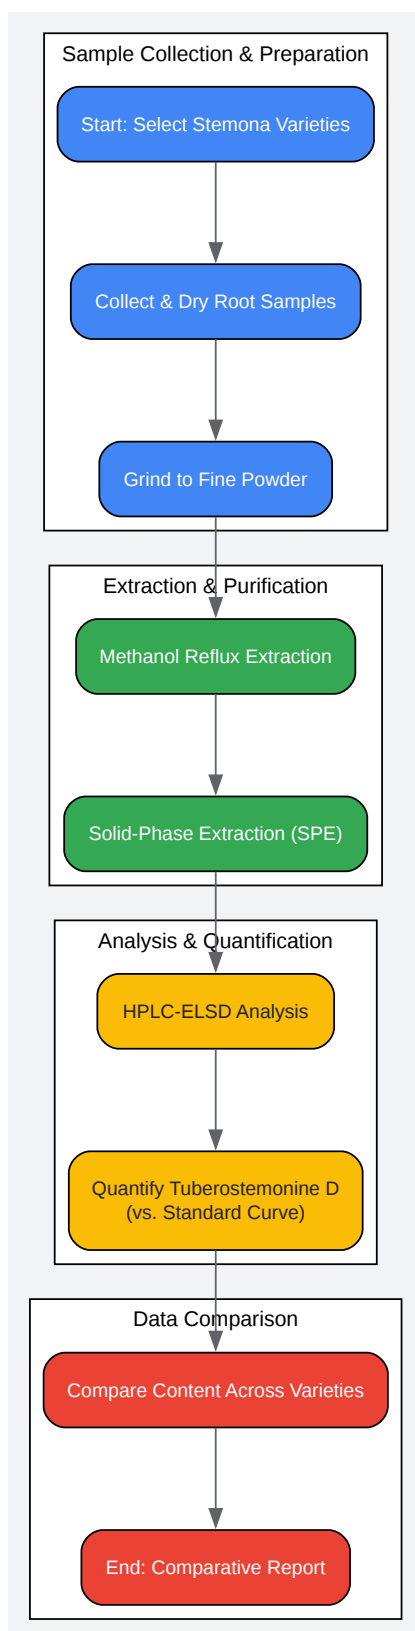 Sample Collection & Preparation
Start: Select Stemona Varieties
Collect & Dry Root Samples
Grind to Fine Powder
Extraction & Purification
Methanol Reflux Extraction
Solid-Phase Extraction (SPE)
Analysis & Quantification
HPLC-ELSD Analysis
Quantify Tuberostemonine D
(vs. Standard Curve)
Data Comparison
Compare Content Across Varieties
End: Comparative Report